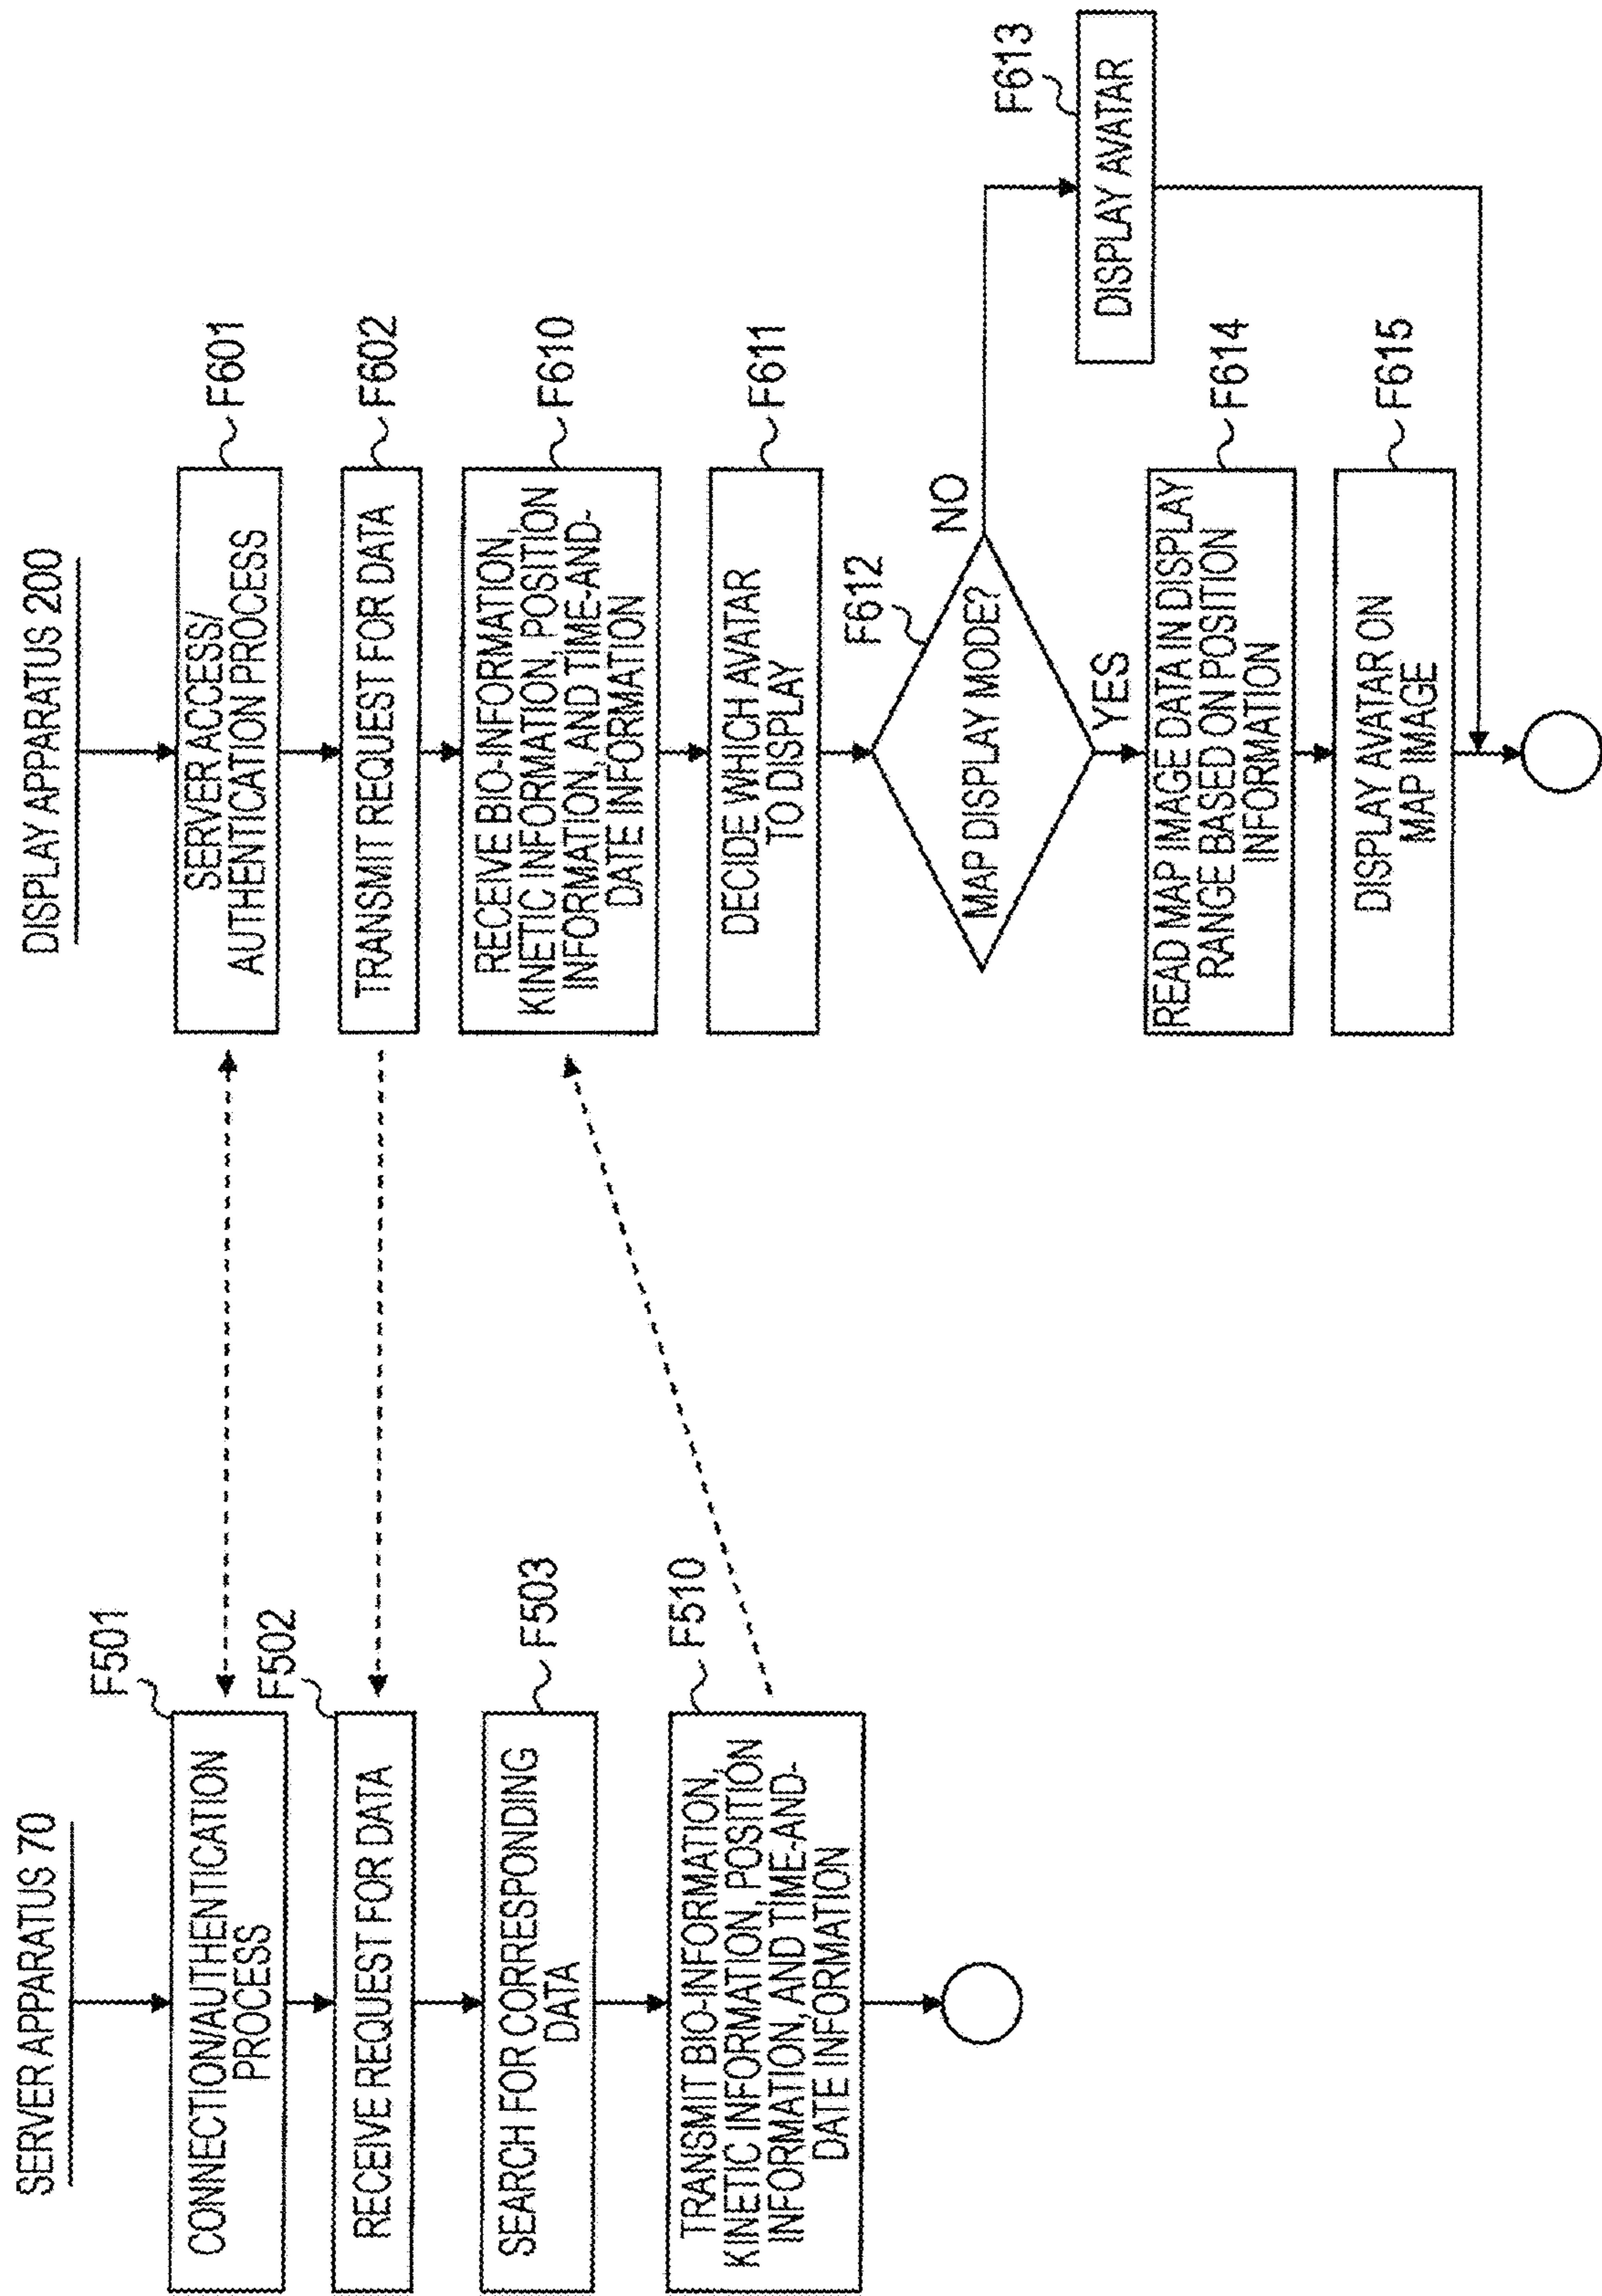 SERVER APPARATUS 70
F501
CONNECTION/AUTHENTICATION
PROCESS
F502
RECEIVE REQUEST FOR DATA
F503
SEARCH FOR CORRESPONDING
DATA
F510
TRANSMIT BIO-INFORMATION,
KINETIC INFORMATION, POSITION
INFORMATION, AND TIME-AND-
DATE INFORMATION
DISPLAY APPARATUS 200
F601
SERVER ACCESS/
AUTHENTICATION PROCESS
F602
TRANSMIT REQUEST FOR DATA
F610
RECEIVE BIO-INFORMATION,
KINETIC INFORMATION, POSITION
INFORMATION, AND TIME-AND-
DATE INFORMATION
F611
DECIDE WHICH AVATAR
TO DISPLAY
F612
MAP DISPLAY MODE?
NO
YES
F613
DISPLAY AVATAR
F614
READ MAP IMAGE DATA IN DISPLAY
RANGE BASED ON POSITION
INFORMATION
F615
DISPLAY AVATAR ON
MAP IMAGE